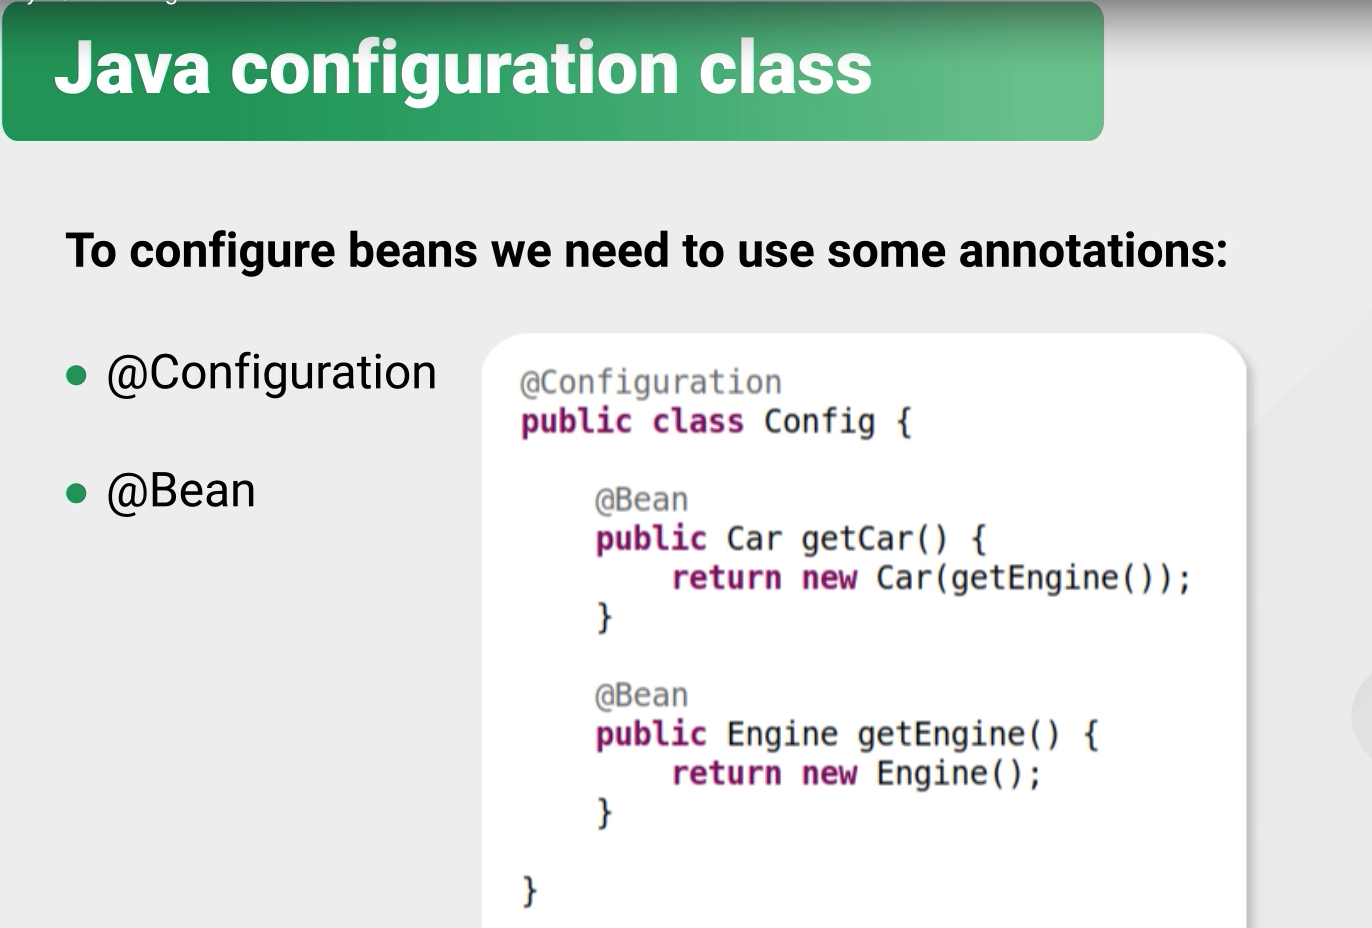 Java configuration class
To configure beans we need to use some annotations:
@Configuration
@Bean
@Configuration
public class Config {
@Bean
public Car getCar() {
return new Car(getEngine());
}
@Bean
public Engine getEngine() {
return new Engine();
}
}